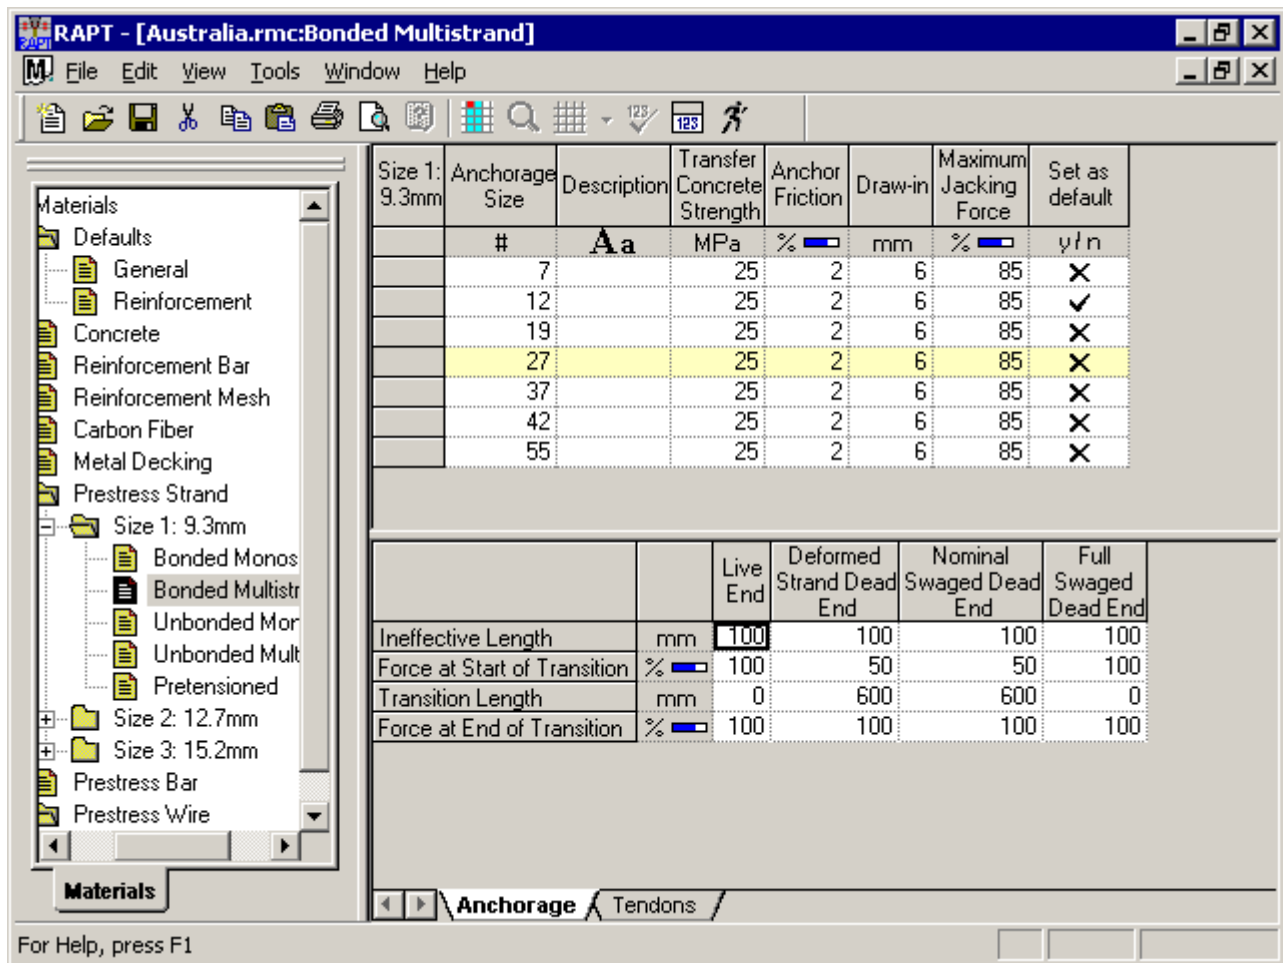 RAPT - [Australia.rmc:Bonded Multistrand]
File Edit View Tools Window Help
Materials
Defaults
General
Reinforcement
Concrete
Reinforcement Bar
Reinforcement Mesh
Carbon Fiber
Metal Decking
Prestress Strand
Size 1: 9.3mm
Bonded Monos
Bonded Multistr
Unbonded Mor
Unbonded Mult
Pretensioned
Size 2: 12.7mm
Size 3: 15.2mm
Prestress Bar
Prestress Wire
Materials
Size 1: 9.3mm Anchorage Size Description Transfer Concrete Strength Anchor Friction Draw-in Maximum Jacking Force Set as default
# Aa MPa % mm % y/n
7 25 2 6 85
12 25 2 6 85
19 25 2 6 85
27 25 2 6 85
37 25 2 6 85
42 25 2 6 85
55 25 2 6 85
Live End Deformed Strand Dead End Nominal Swaged Dead End Full Swaged Dead End
Ineffective Length mm 100 100 100 100
Force at Start of Transition % 100 50 50 100
Transition Length mm 0 600 600 0
Force at End of Transition % 100 100 100 100
Anchorage Tendons
For Help, press F1